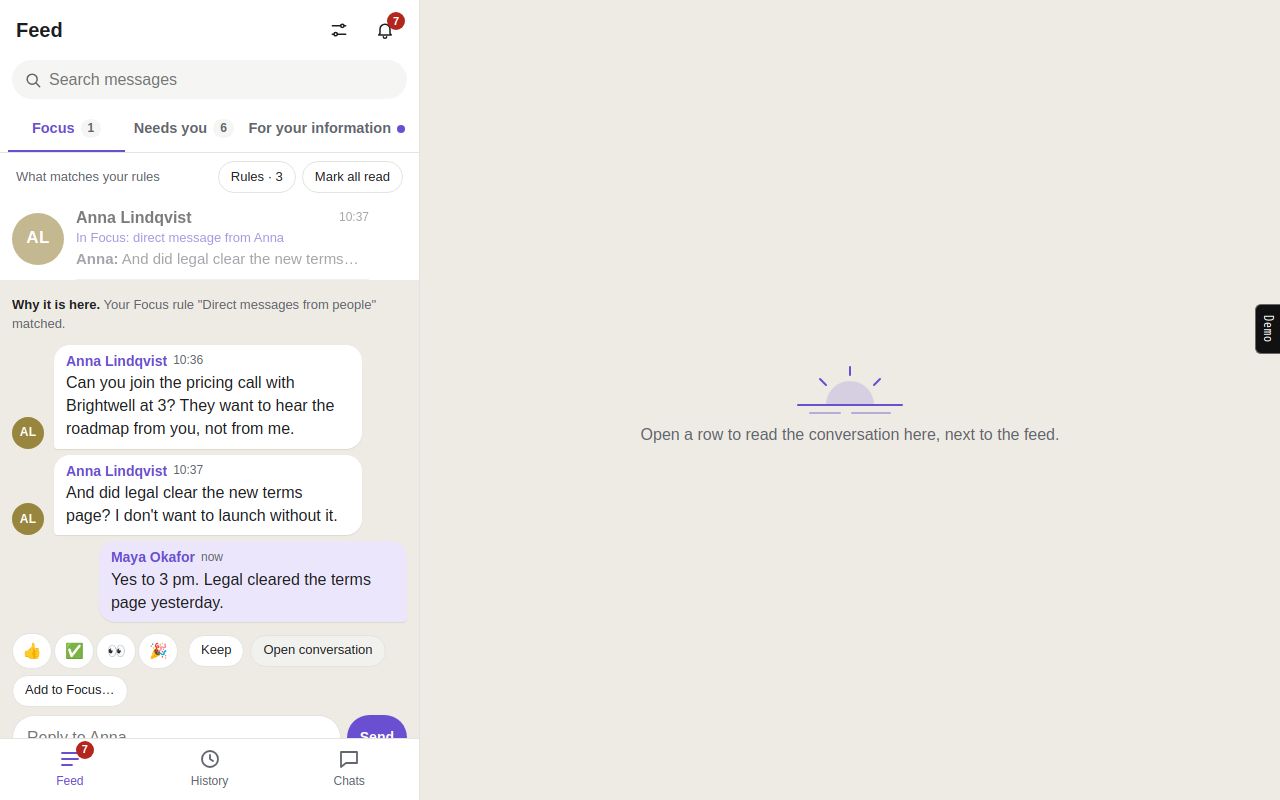 Feed
7
Search messages
Focus 1
Needs you 6
For your information
What matches your rules
Rules · 3
Mark all read
AL
Anna Lindqvist
10:37
In Focus: direct message from Anna
Anna: And did legal clear the new terms…
Why it is here. Your Focus rule "Direct messages from people"
matched.
Anna Lindqvist 10:36
Can you join the pricing call with
Brightwell at 3? They want to hear the
roadmap from you, not from me.
AL
Anna Lindqvist 10:37
And did legal clear the new terms
page? I don't want to launch without it.
AL
Maya Okafor now
Yes to 3 pm. Legal cleared the terms
page yesterday.
Keep
Open conversation
Add to Focus…
Reply to Anna
Send
7
Feed
History
Chats
Open a row to read the conversation here, next to the feed.
Demo